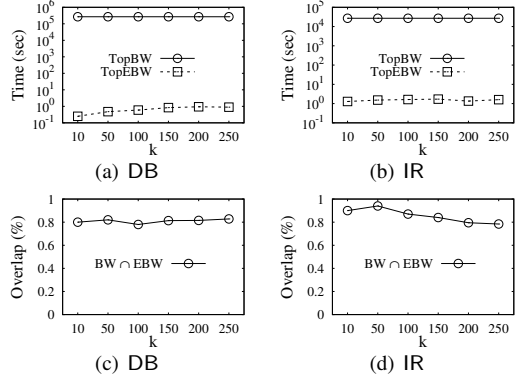 Time (sec)
10^6
10^5
10^4
10^3
10^2
10^1
10^0
10^-1
TopBW
TopEBW
10 50 100 150 200 250
k
(a) DB
Time (sec)
10^5
10^4
10^3
10^2
10^1
10^0
10^-1
TopBW
TopEBW
10 50 100 150 200 250
k
(b) IR
Overlap (%)
1
0.8
0.6
0.4
0.2
0
BW ∩ EBW
10 50 100 150 200 250
k
(c) DB
Overlap (%)
1
0.8
0.6
0.4
0.2
0
BW ∩ EBW
10 50 100 150 200 250
k
(d) IR